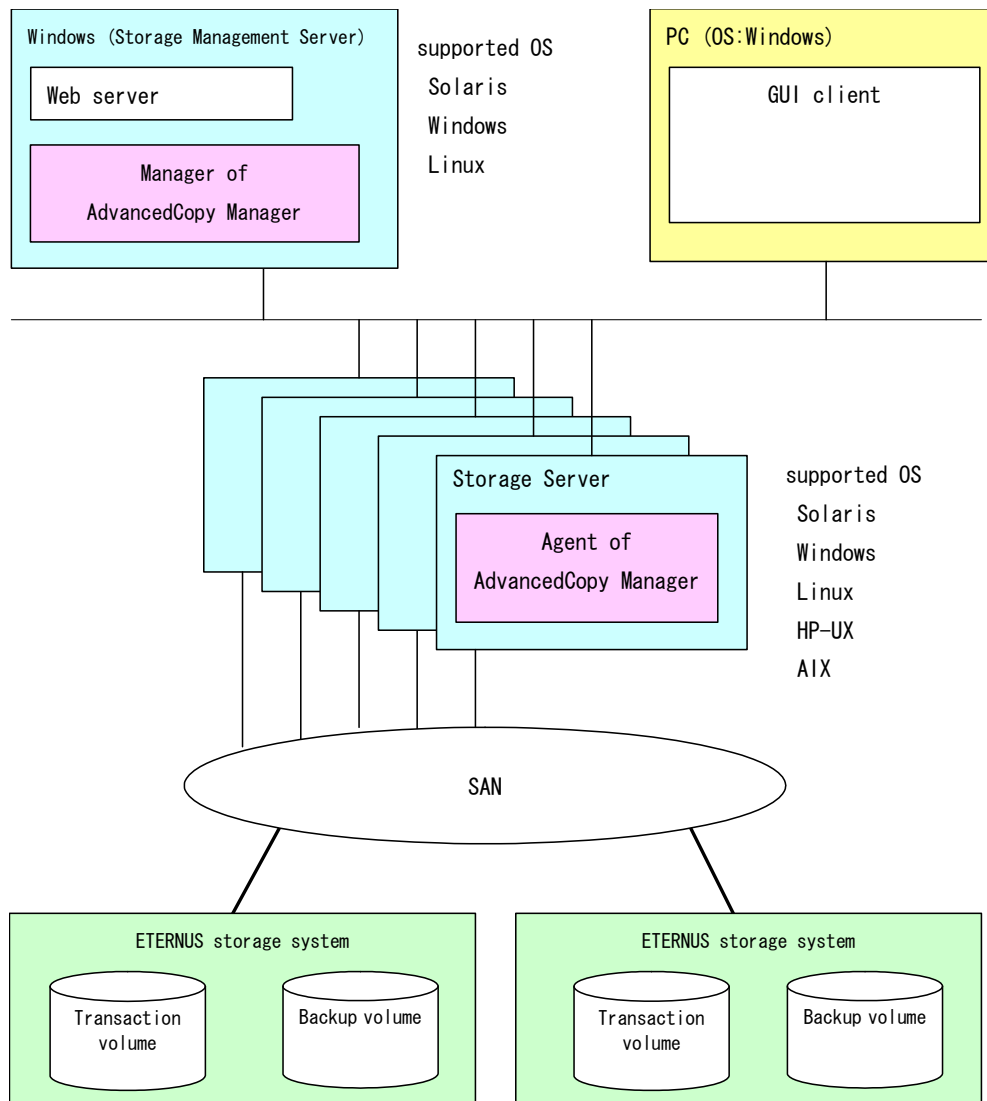 Windows (Storage Management Server)
Web server
Manager of
AdvancedCopy Manager
supported OS
Solaris
Windows
Linux
PC (OS:Windows)
GUI client
Storage Server
Agent of
AdvancedCopy Manager
supported OS
Solaris
Windows
Linux
HP-UX
AIX
SAN
ETERNUS storage system
Transaction
volume
Backup volume
ETERNUS storage system
Transaction
volume
Backup volume